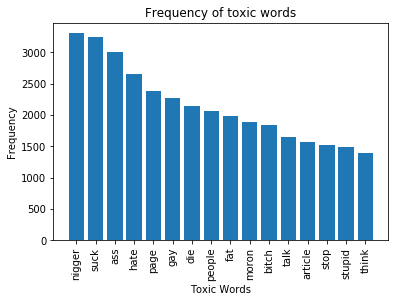 Frequency of toxic words
Frequency
3000
2500
2000
1500
1000
500
0
nigger
suck
ass
hate
page
gay
die
people
fat
moron
bitch
talk
article
stop
stupid
think
Toxic Words